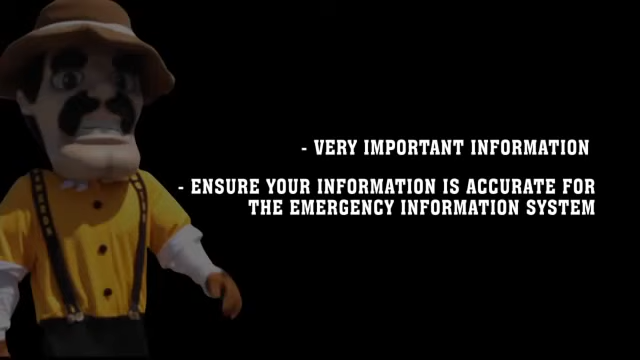 - VERY IMPORTANT INFORMATION
- ENSURE YOUR INFORMATION IS ACCURATE FOR
THE EMERGENCY INFORMATION SYSTEM